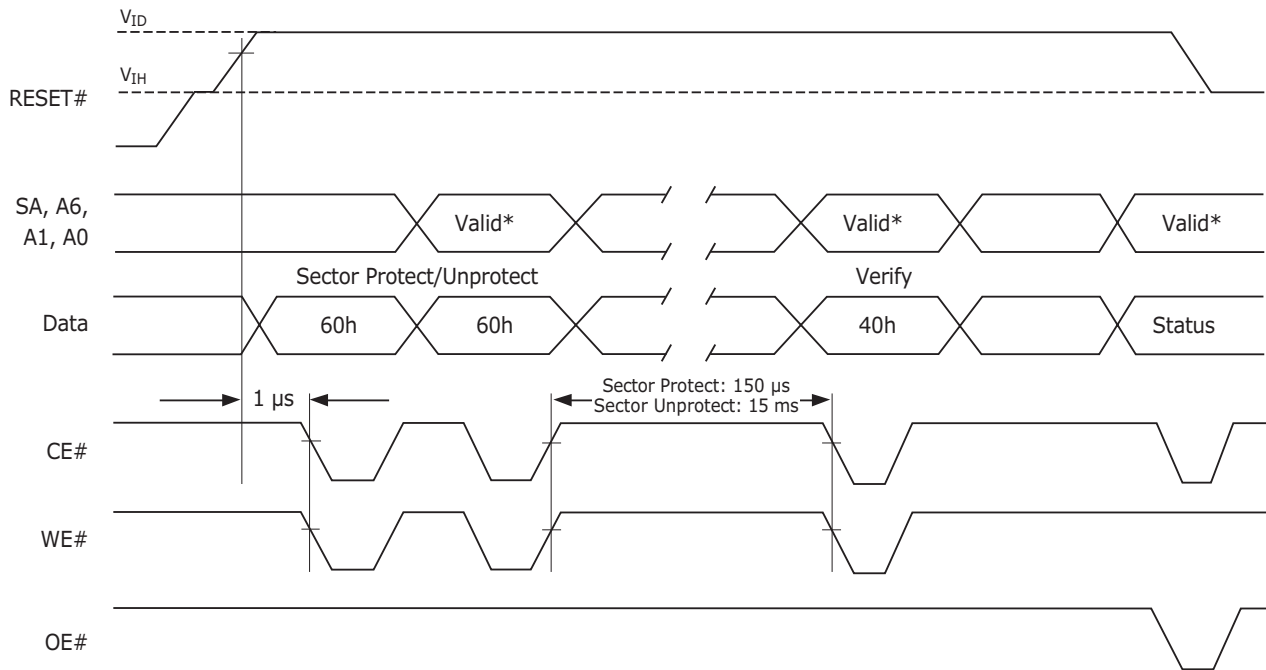 VID
VIH
RESET#
SA, A6,
A1, A0
Valid*
Valid*
Valid*
Sector Protect/Unprotect
Verify
Data
60h
60h
40h
Status
1 µs
Sector Protect: 150 µs
Sector Unprotect: 15 ms
CE#
WE#
OE#